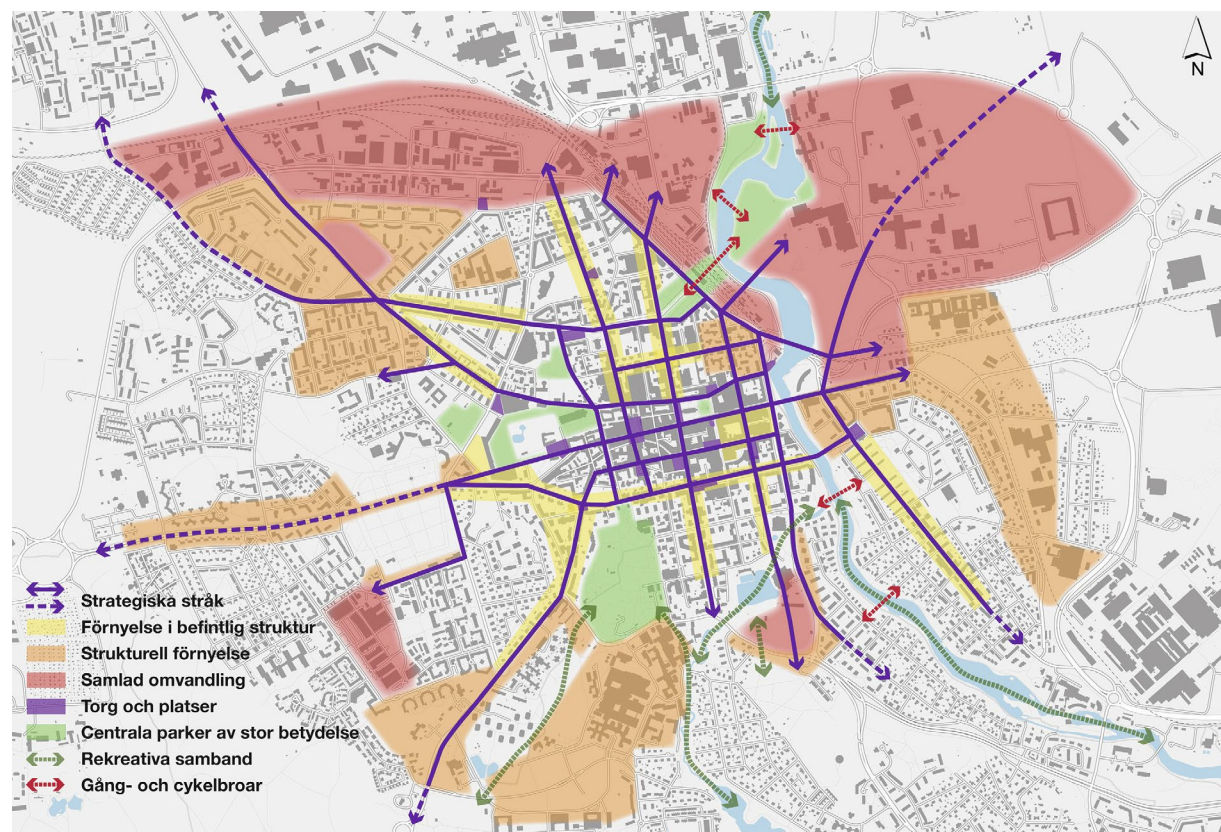 N
Strategiska stråk
Förnyelse i befintlig struktur
Strukturell förnyelse
Samlad omvandling
Torg och platser
Centrala parker av stor betydelse
Rekreativa samband
Gång- och cykelbroar